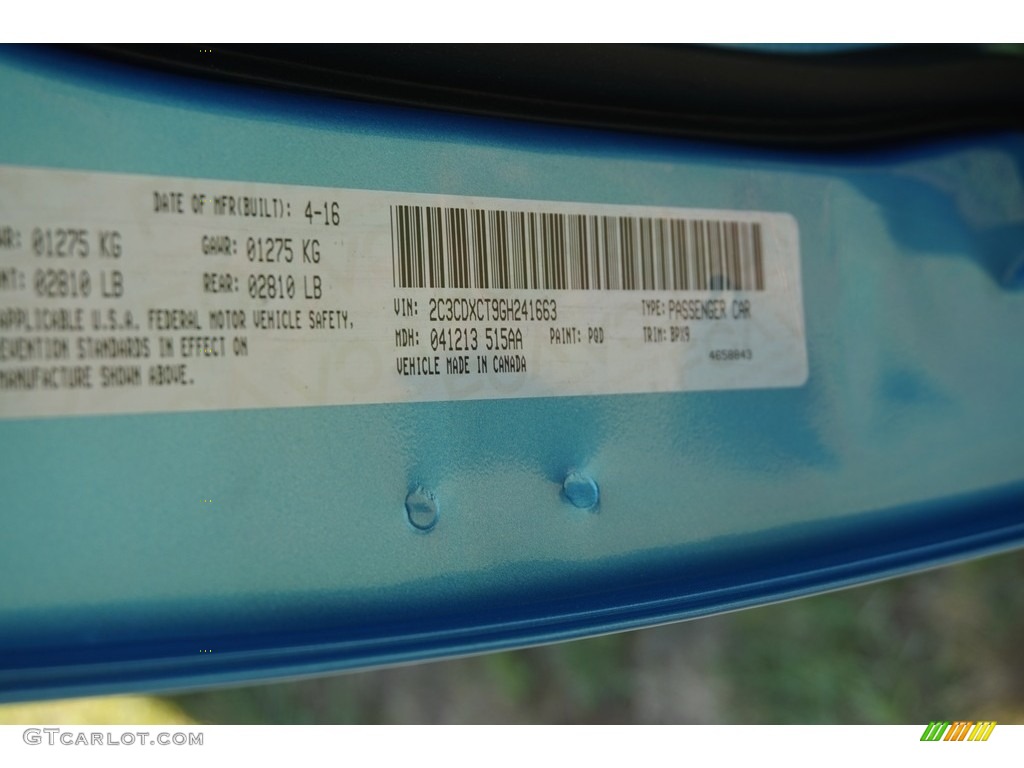 DATE OF MFR(BUILT): 4-16
01275 KG GAWR: 01275 KG
02810 LB REAR: 02810 LB
APPLICABLE U.S.A. FEDERAL MOTOR VEHICLE SAFETY,
STANDARDS IN EFFECT ON
MANUFACTURE SHOWN ABOVE.
VIN: 2C3CDXCT9GH241663 TYPE: PASSENGER CAR
MDH: 041213 515AA PAINT: PQD TRIM: BPX9
VEHICLE MADE IN CANADA 4658843
GTCarlot.com